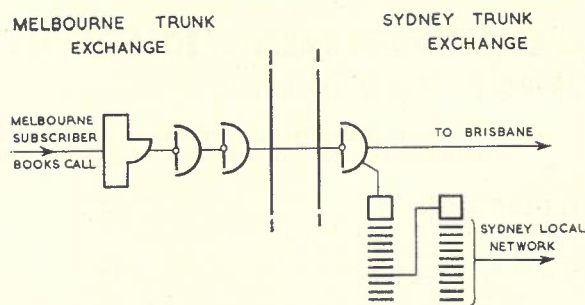 MELBOURNE TRUNK
EXCHANGE
SYDNEY TRUNK
EXCHANGE
MELBOURNE
SUBSCRIBER
BOOKS CALL
TO BRISBANE
SYDNEY LOCAL
NETWORK